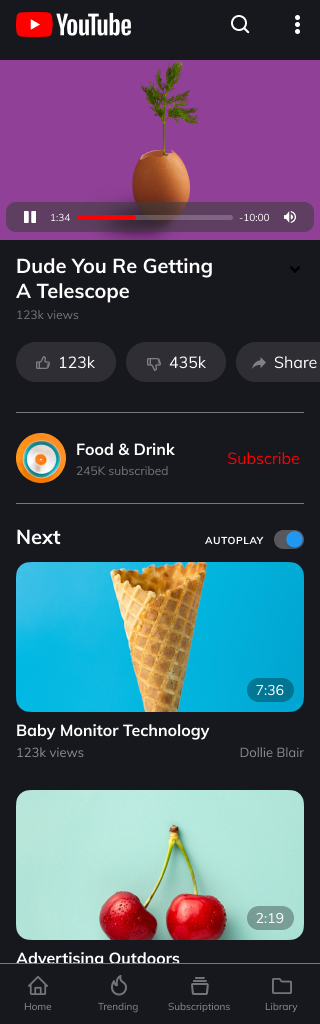 YouTube
1:34
-10:00
Dude You Re Getting
A Telescope
123k views
123k
435k
Share
Food & Drink
245K subscribed
Subscribe
Next
AUTOPLAY
7:36
Baby Monitor Technology
123k views
Dollie Blair
2:19
Advertising Outdoors
Home
Trending
Subscriptions
Library